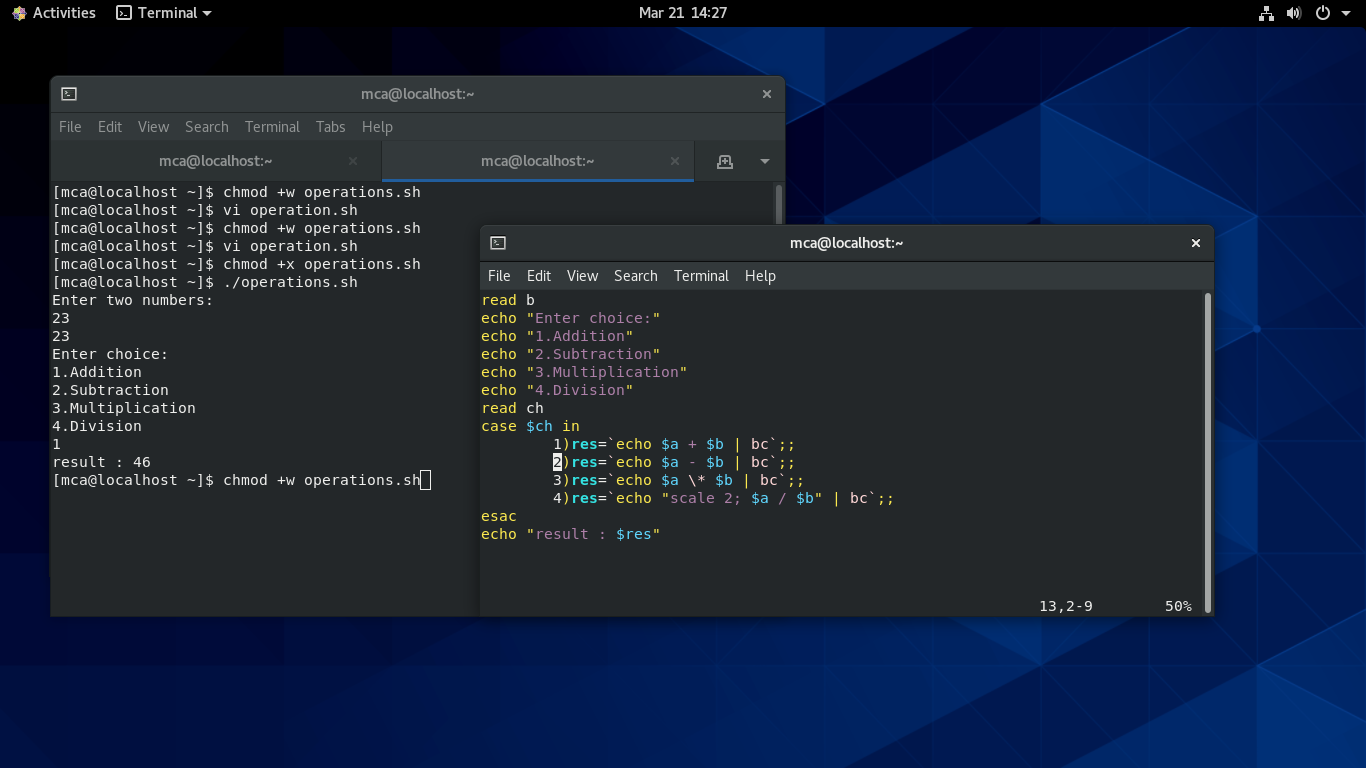 Activities Terminal Mar 21 14:27
mca@localhost:~
File Edit View Search Terminal Tabs Help
mca@localhost:~ mca@localhost:~
[mca@localhost ~]$ chmod +w operations.sh
[mca@localhost ~]$ vi operation.sh
[mca@localhost ~]$ chmod +w operations.sh
[mca@localhost ~]$ vi operation.sh
[mca@localhost ~]$ chmod +x operations.sh
[mca@localhost ~]$ ./operations.sh
Enter two numbers:
23
23
Enter choice:
1.Addition
2.Subtraction
3.Multiplication
4.Division
1
result : 46
[mca@localhost ~]$ chmod +w operations.sh
mca@localhost:~
File Edit View Search Terminal Help
read b
echo "Enter choice:"
echo "1.Addition"
echo "2.Subtraction"
echo "3.Multiplication"
echo "4.Division"
read ch
case $ch in
        1)res=`echo $a + $b | bc`;;
        2)res=`echo $a - $b | bc`;;
        3)res=`echo $a \* $b | bc`;;
        4)res=`echo "scale 2; $a / $b" | bc`;;
esac
echo "result : $res"
13,2-9 50%